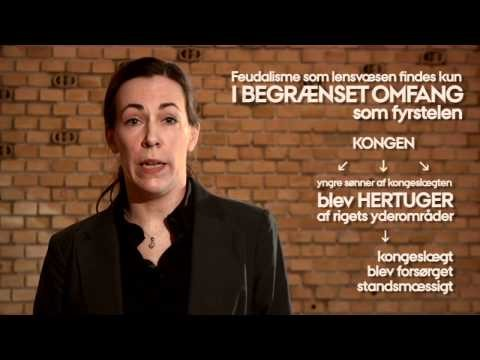 Feudalisme som lensvæsen findes kun
I BEGRÆNSET OMFANG
som fyrstelen
KONGEN
yngre sønner af kongeslægten
blev HERTUGER
af rigets yderområder
kongeslægt
blev forsørget
standsmæssigt